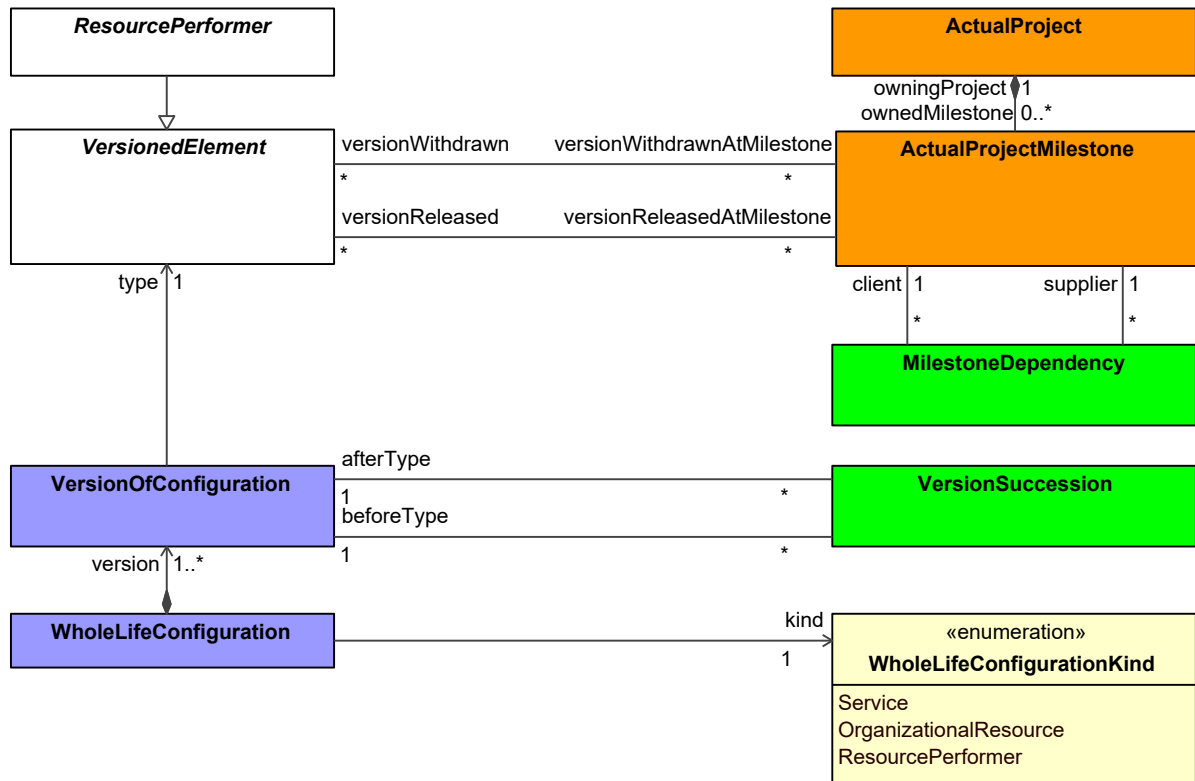 ResourcePerformer
ActualProject
owningProject 1
ownedMilestone 0..*
VersionedElement
versionWithdrawn versionWithdrawnAtMilestone
* *
ActualProjectMilestone
versionReleased versionReleasedAtMilestone
* *
type 1
client 1 supplier 1
* *
MilestoneDependency
VersionOfConfiguration
afterType
1 *
VersionSuccession
beforeType
1 *
version 1..*
WholeLifeConfiguration
kind
1
«enumeration»
WholeLifeConfigurationKind
Service
OrganizationalResource
ResourcePerformer